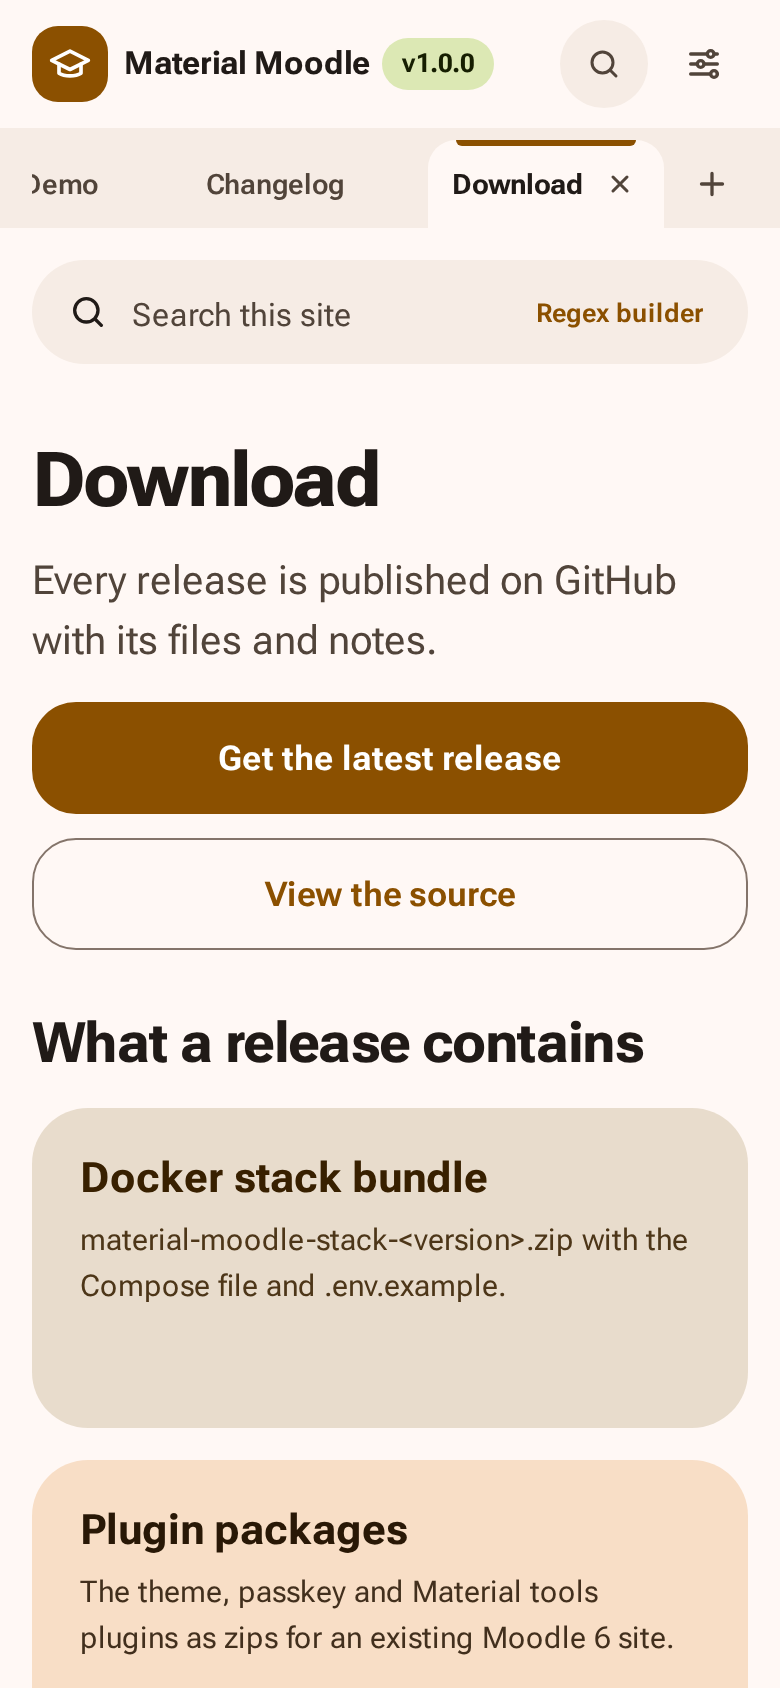 Material Moodle v1.0.0
Demo Changelog Download
Search this site Regex builder
Download
Every release is published on GitHub
with its files and notes.
Get the latest release
View the source
What a release contains
Docker stack bundle
material-moodle-stack-<version>.zip with the
Compose file and .env.example.
Plugin packages
The theme, passkey and Material tools
plugins as zips for an existing Moodle 6 site.